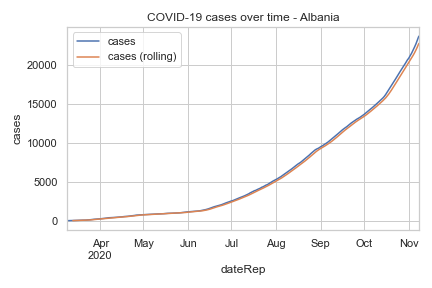 COVID-19 cases over time - Albania
cases
cases (rolling)
20000
15000
10000
5000
0
cases
Apr
2020
May
Jun
Jul
Aug
Sep
Oct
Nov
dateRep